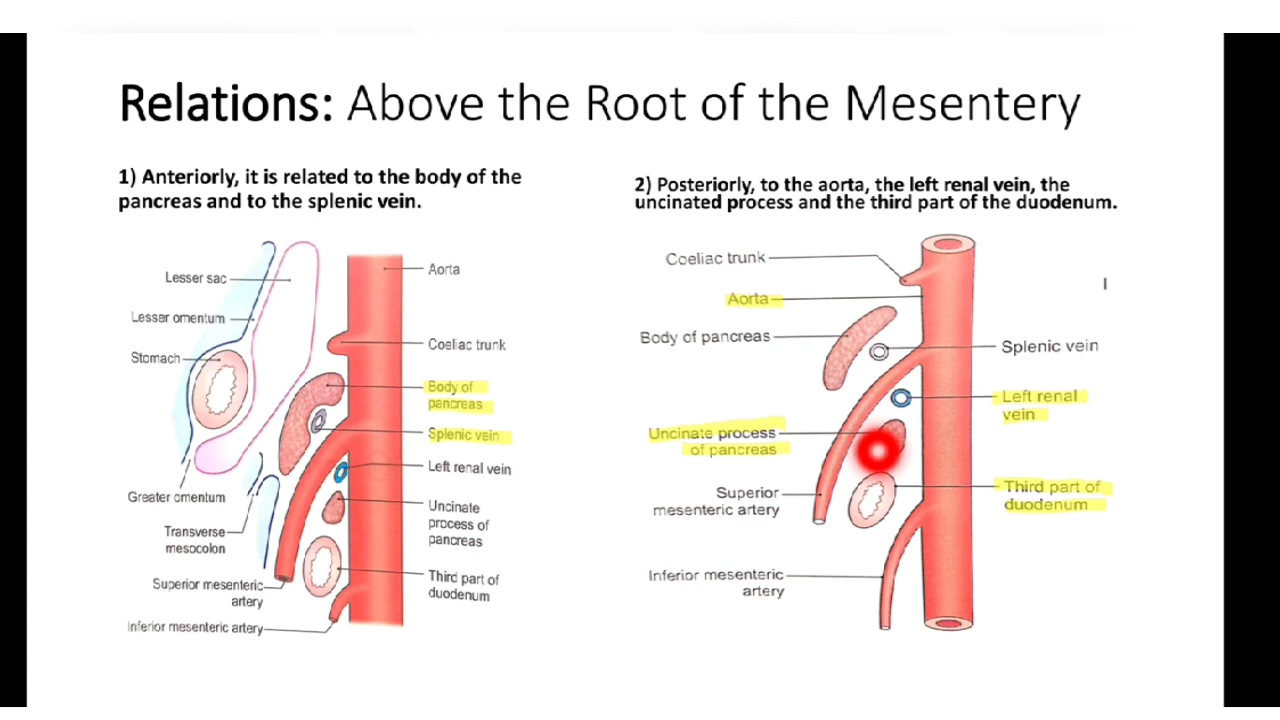 Relations: Above the Root of the Mesentery
1) Anteriorly, it is related to the body of the
pancreas and to the splenic vein.
Lesser sac
Lesser omentum
Stomach
Greater omentum
Transverse
mesocolon
Superior mesenteric
artery
Inferior mesenteric artery
Aorta
Coeliac trunk
Body of
pancreas
Splenic vein
Left renal vein
Uncinate
process of
pancreas
Third part of
duodenum
2) Posteriorly, to the aorta, the left renal vein, the
uncinated process and the third part of the duodenum.
Coeliac trunk
Aorta
Body of pancreas
Uncinate process
of pancreas
Superior
mesenteric artery
Inferior mesenteric
artery
Splenic vein
Left renal
vein
Third part of
duodenum